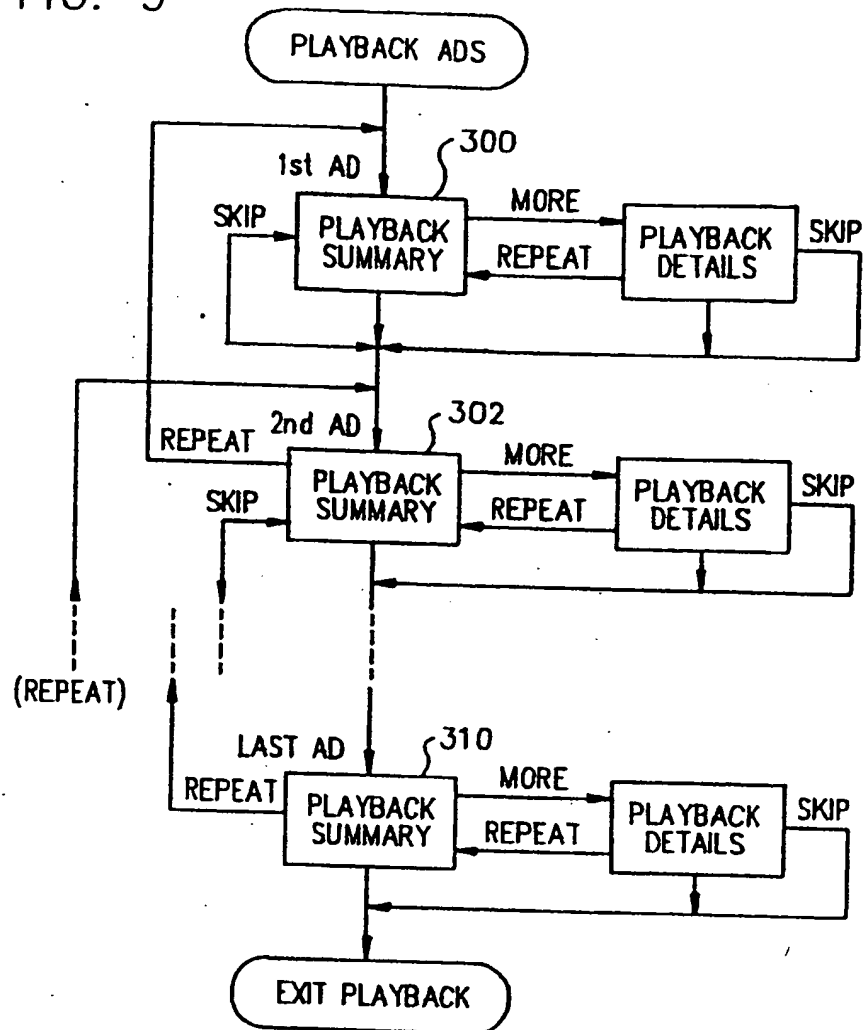 PLAYBACK ADS
1st AD
300
SKIP
PLAYBACK
SUMMARY
MORE
REPEAT
PLAYBACK
DETAILS
SKIP
2nd AD
302
REPEAT
SKIP
PLAYBACK
SUMMARY
MORE
REPEAT
PLAYBACK
DETAILS
SKIP
(REPEAT)
LAST AD
310
REPEAT
PLAYBACK
SUMMARY
MORE
REPEAT
PLAYBACK
DETAILS
SKIP
EXIT PLAYBACK